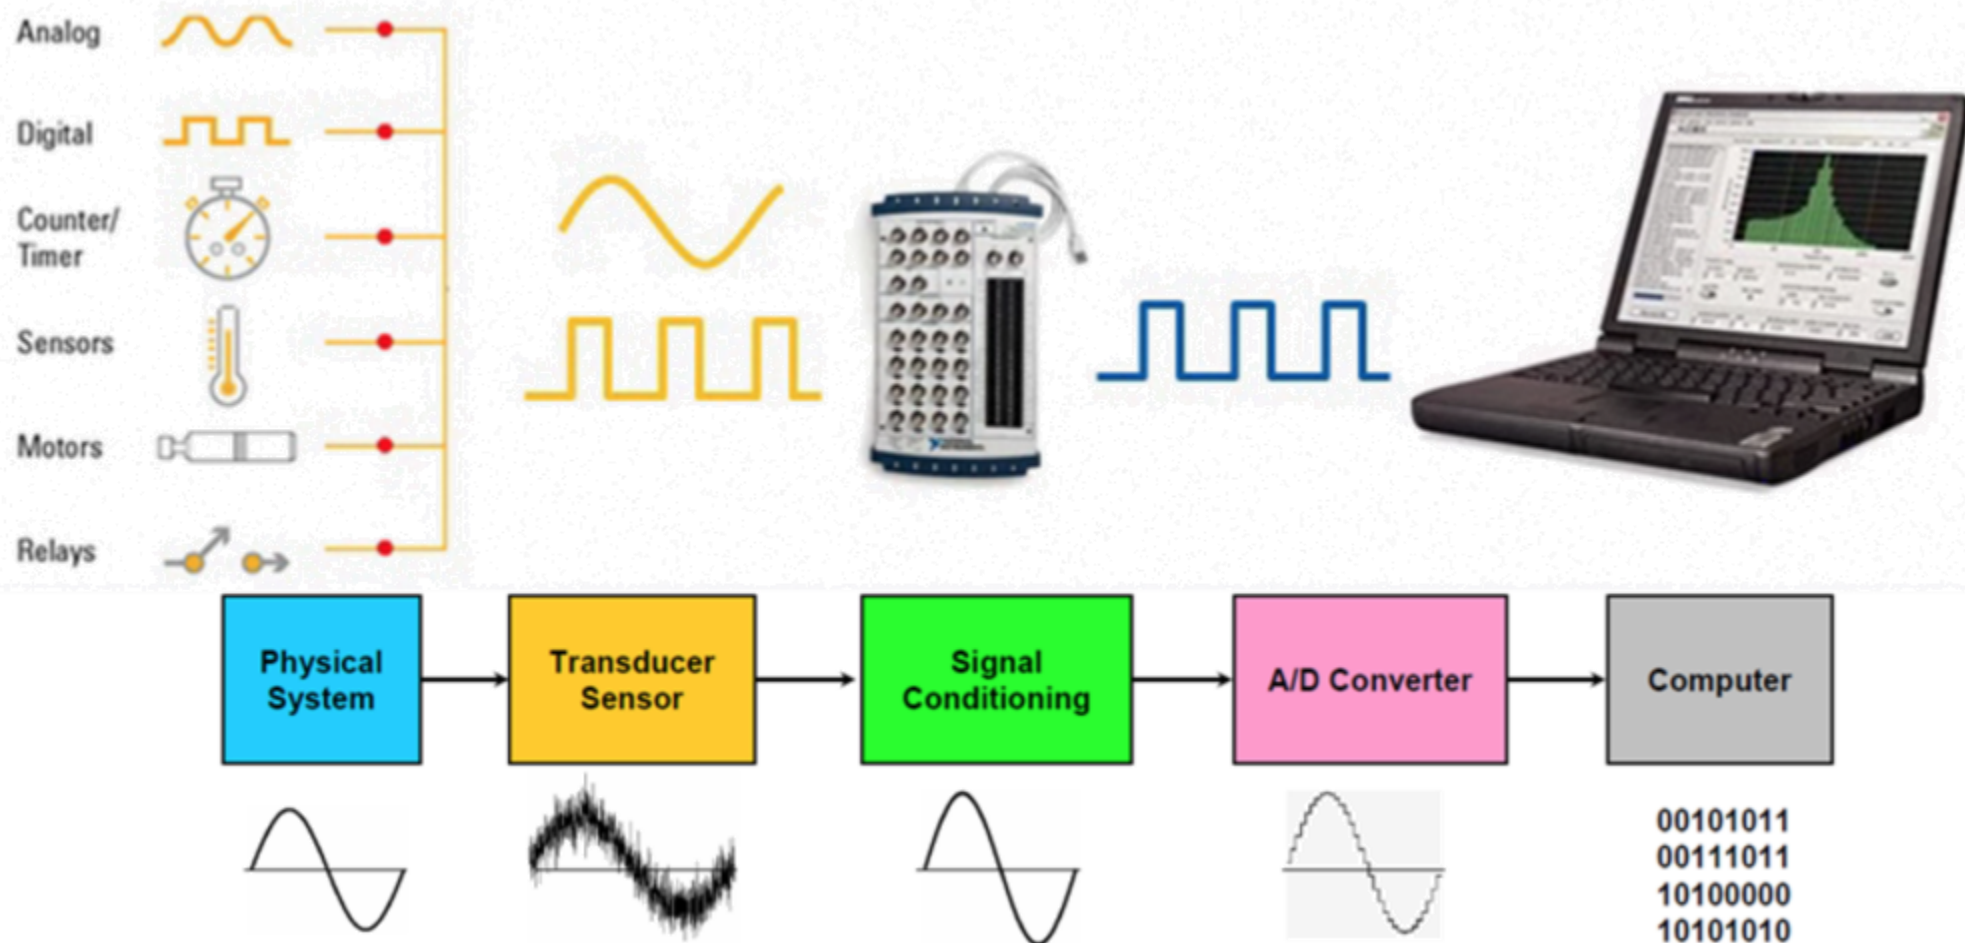 Analog
Digital
Counter/
Timer
Sensors
Motors
Relays
Physical
System
Transducer
Sensor
Signal
Conditioning
A/D Converter
Computer
00101011
00111011
10100000
10101010